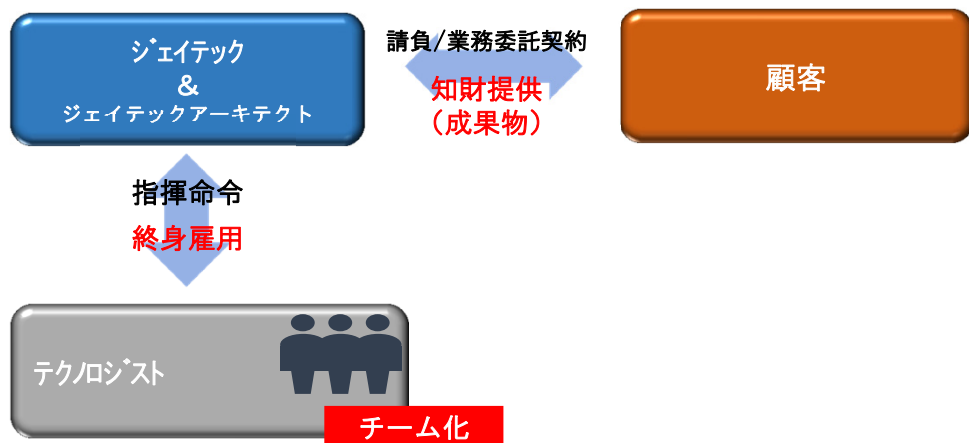 ジェイテック
&
ジェイテックアーキテクト
請負/業務委託契約
知財提供
(成果物)
顧客
指揮命令
終身雇用
テクノロジスト
チーム化